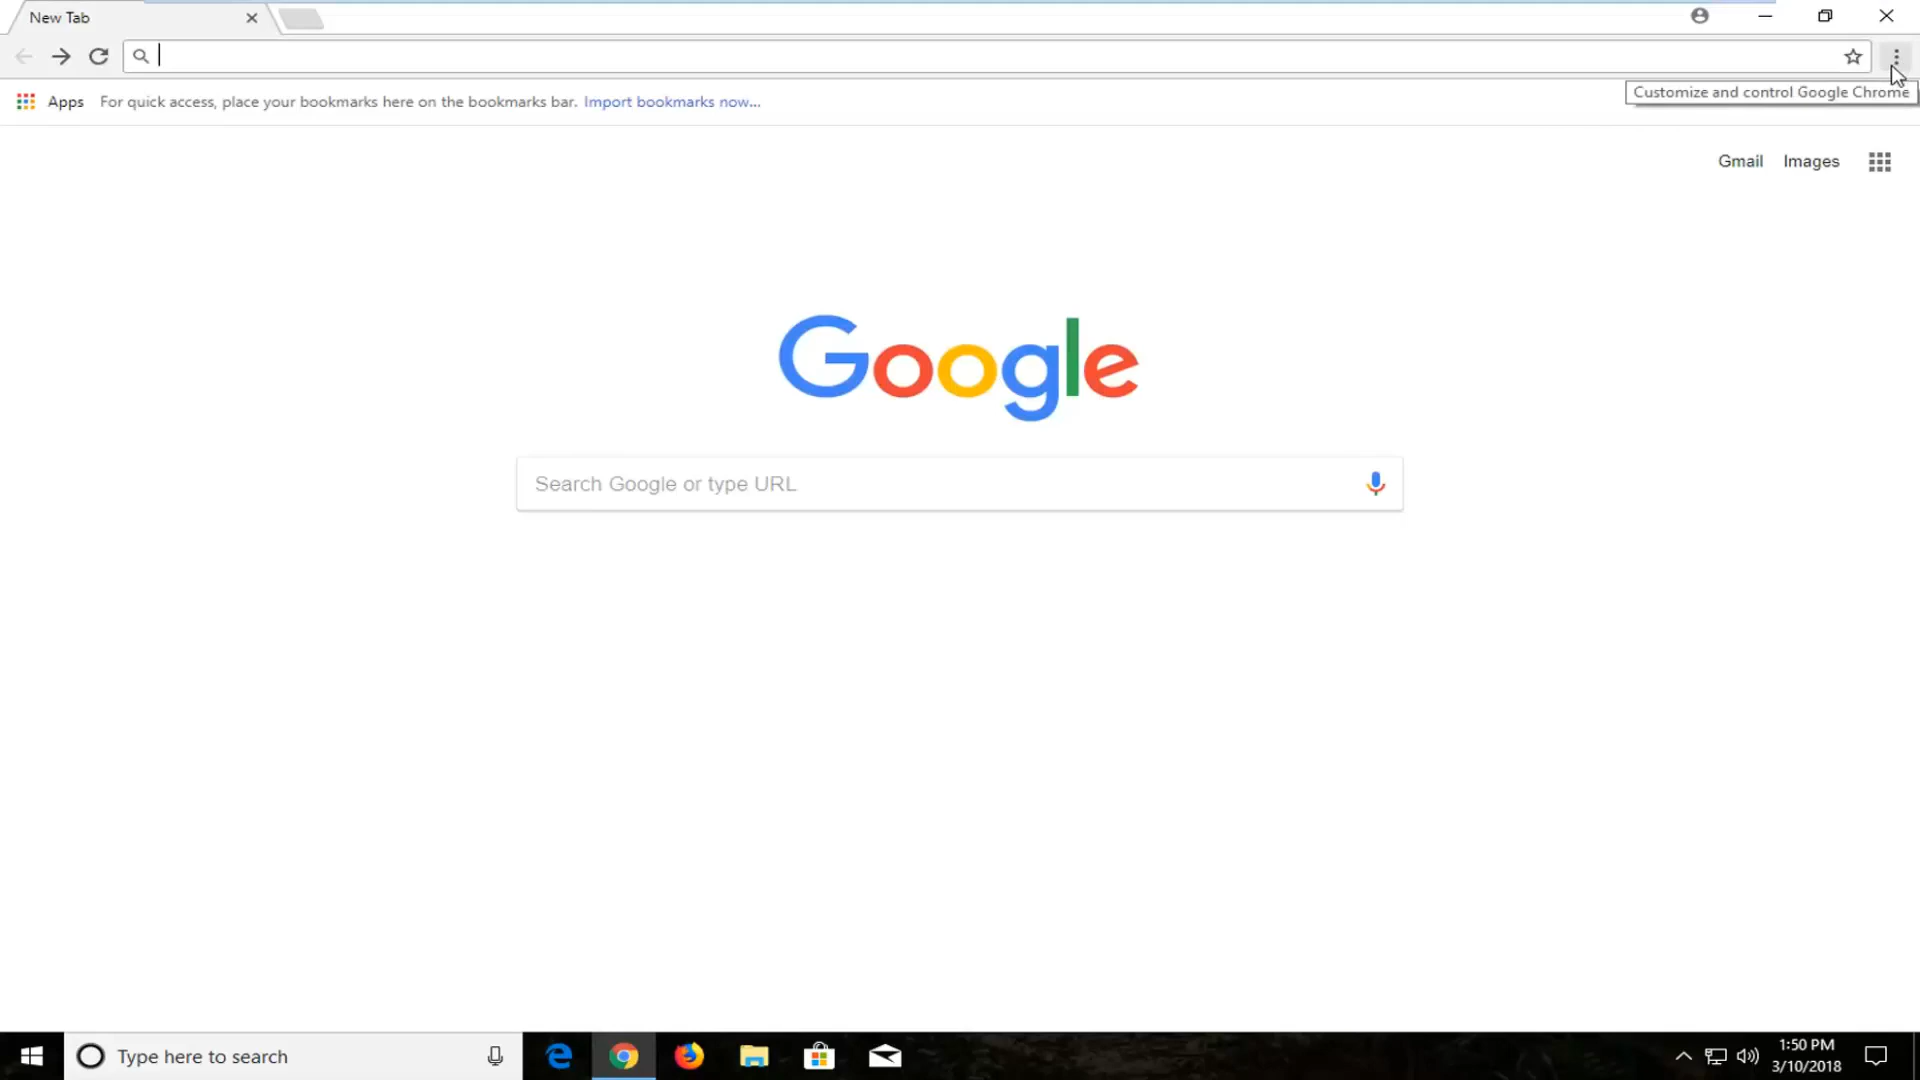 New Tab
Apps For quick access, place your bookmarks here on the bookmarks bar. Import bookmarks now...
Customize and control Google Chrome
Gmail Images
Google
Search Google or type URL
Type here to search
1:50 PM
3/10/2018